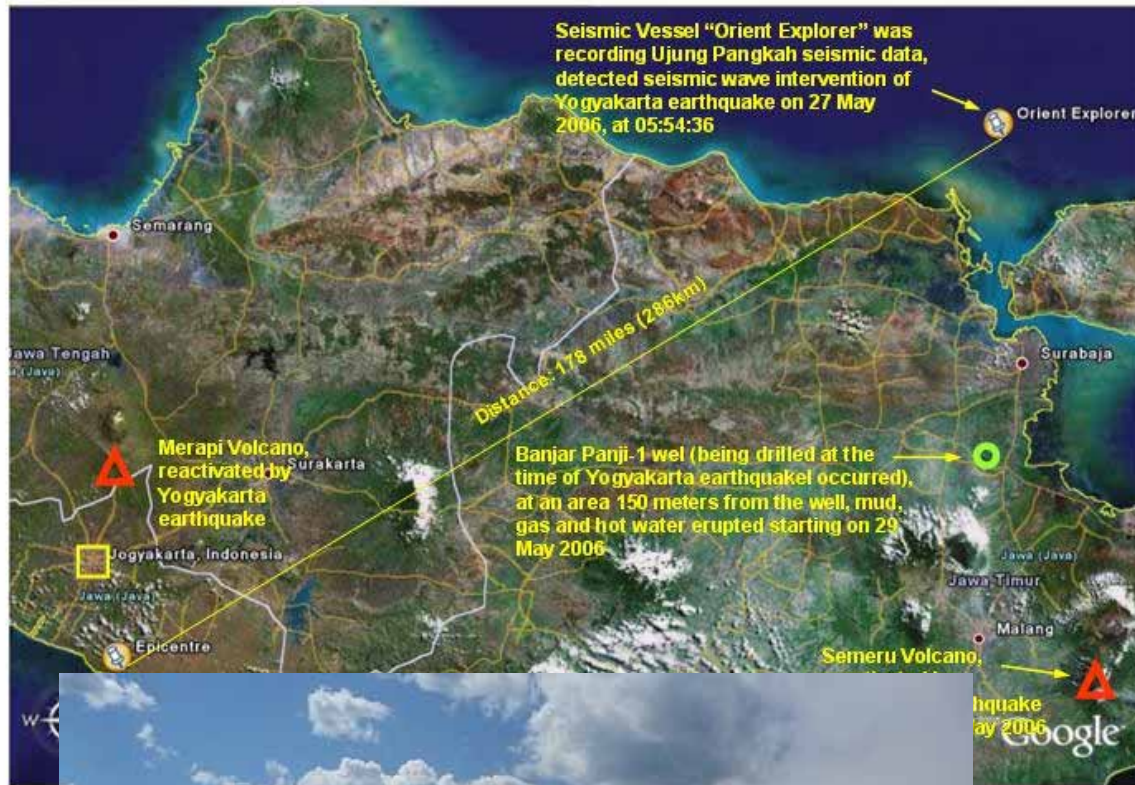 Seismic Vessel “Orient Explorer” was
recording Ujung Pangkah seismic data,
detected seismic wave intervention of
Yogyakarta earthquake on 27 May
2006, at 05:54:36
Orient Explorer
Semarang
Distance: 178 miles (286km)
Jawa Tengah
(Java)
Surabaja
Merapi Volcano,
reactivated by
Yogyakarta
earthquake
Surakarta
Banjar Panji-1 wel (being drilled at the
time of Yogyakarta earthquakel occurred),
at an area 150 meters from the well, mud,
gas and hot water erupted starting on 29
May 2006
Jogyakarta, Indonesia
Jawa (Java)
Jawa (Java)
Jawa Timur
Malang
Epicentre
Semeru Volcano,
hquake
ay 2006
W
Google